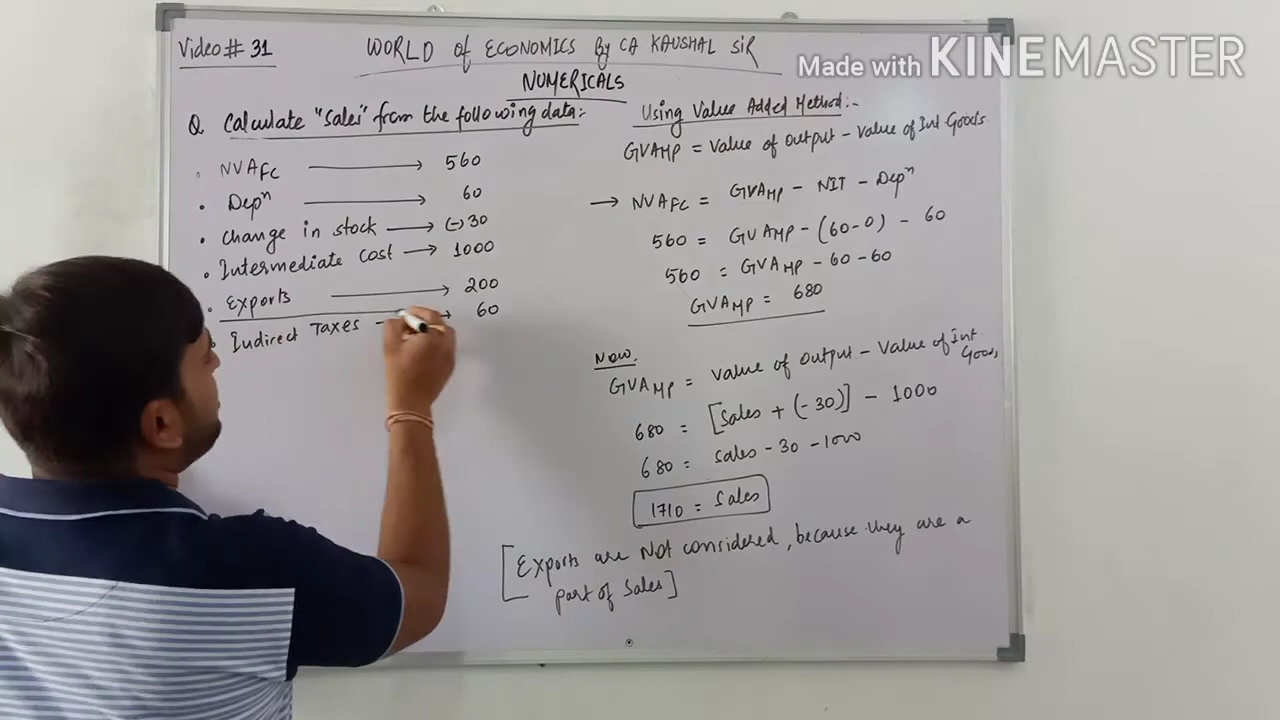 Video# 31
WORLD of ECONOMICS By CA KAUSHAL SIR
Made with KINEMASTER
NUMERICALS
Q. Calculate "Sales" from the following data:-
. NVAFC → 560
. Depn → 60
. Change in stock → (-) 30
. Intermediate Cost → 1000
. Exports → 200
Indirect Taxes → 60
Using Value Added Method:-
GVAMP = Value of Output - Value of Int Goods
→ NVAFC = GVAMP - NIT - Depn
560 = GVAMP - (60-0) - 60
560 = GVAMP - 60 - 60
GVAMP = 680
Now,
GVAMP = Value of Output - Value of Int Goods
680 = [Sales + (-30)] - 1000
680 = Sales - 30 - 1000
1710 = Sales
[Exports are Not considered, because they are a
part of Sales]